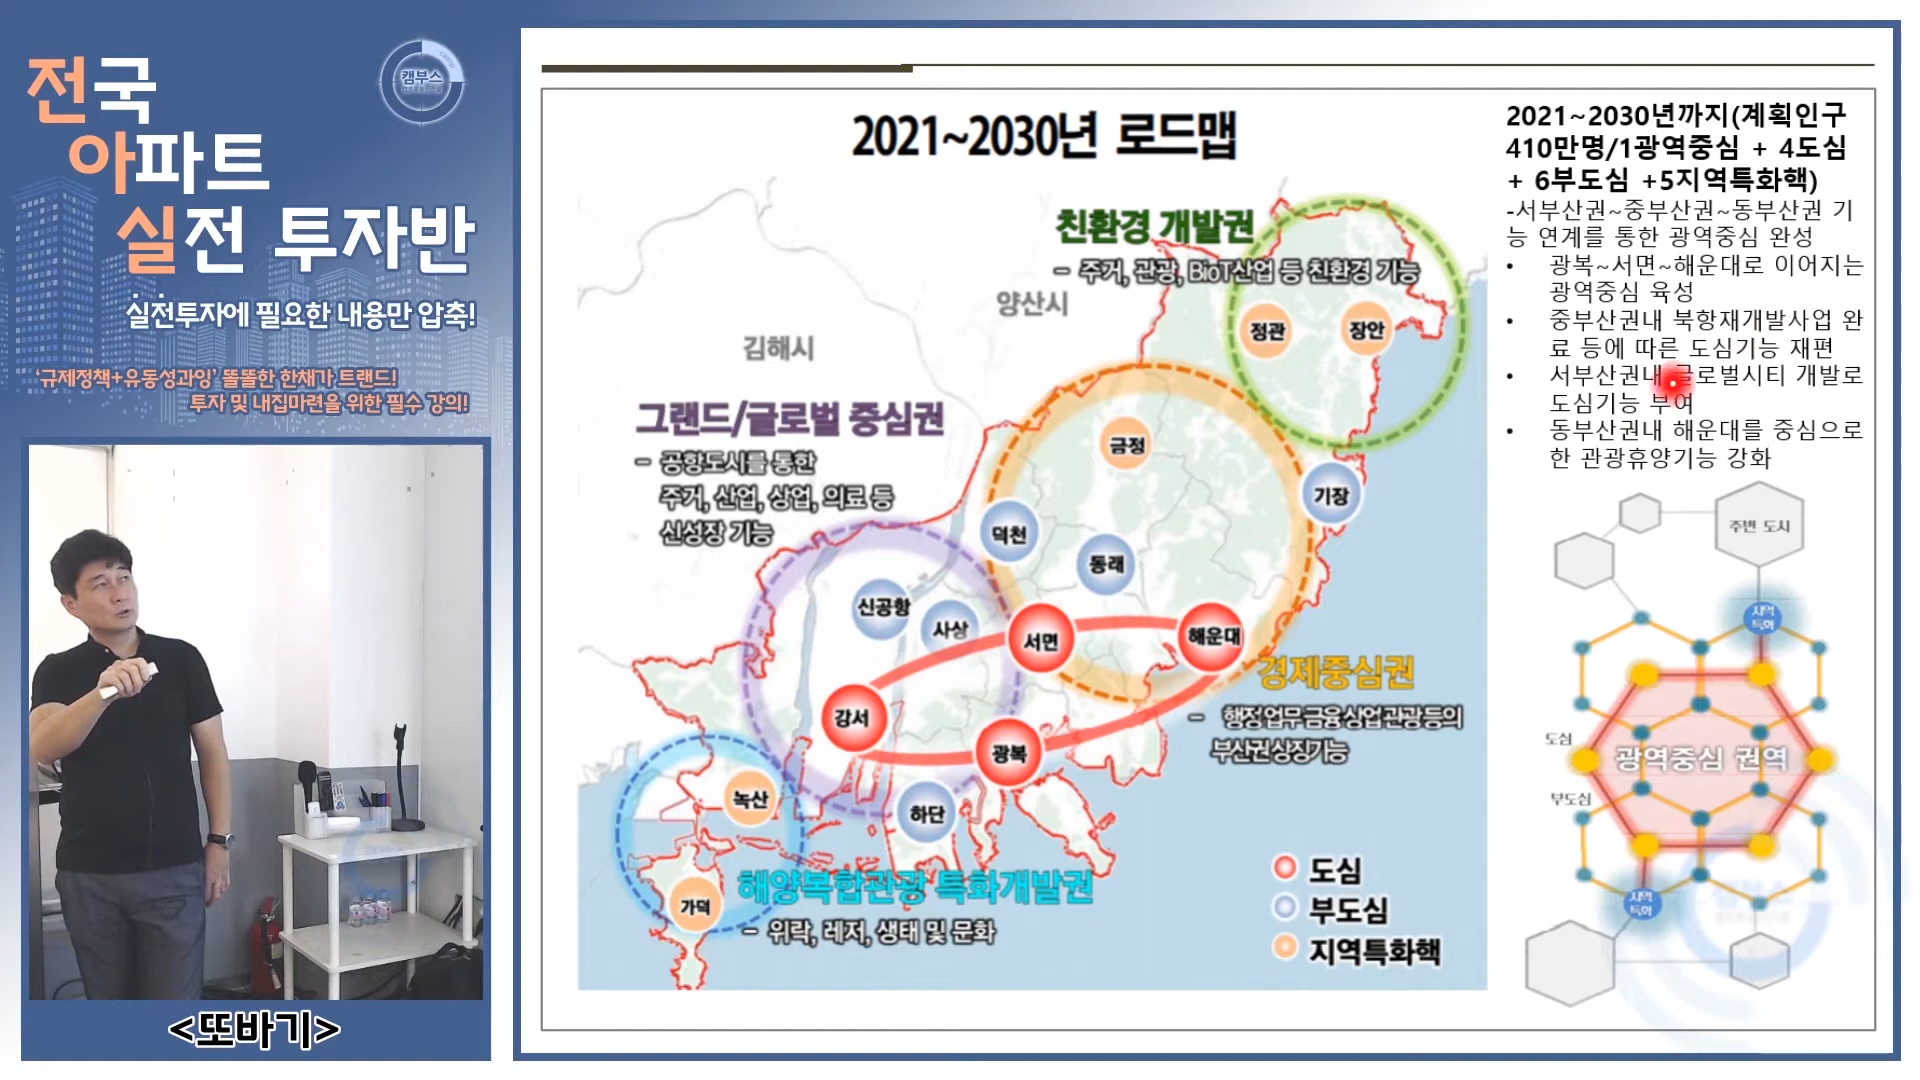 전국
아파트
실전 투자반
캠부스
실전투자에 필요한 내용만 압축!
'규제정책+유동성과잉' 똘똘한 한채가 트랜드!
투자 및 내집마련을 위한 필수 강의!
<또바기>
2021~2030년 로드맵
친환경 개발권
- 주거, 관광, BioT산업 등 친환경 기능
양산시
김해시
정관
장안
그랜드/글로벌 중심권
- 공항도시를 통한
주거, 산업, 상업, 의료 등
신성장 기능
금정
기장
덕천
동래
신공항
사상
서면
해운대
경제중심권
- 행정업무금융상업관광등의
부산권상징기능
강서
광복
녹산
하단
가덕
해양복합관광 특화개발권
- 위락, 레저, 생태 및 문화
도심
부도심
지역특화핵
2021~2030년까지(계획인구
410만명/1광역중심 + 4도심
+ 6부도심 +5지역특화핵)
-서부산권~중부산권~동부산권 기
능 연계를 통한 광역중심 완성
• 광복~서면~해운대로 이어지는
광역중심 육성
• 중부산권내 북항재개발사업 완
료 등에 따른 도심기능 재편
• 서부산권내 글로벌시티 개발로
도심기능 부여
• 동부산권내 해운대를 중심으로
한 관광휴양기능 강화
주변 도시
지역
특화
도심
광역중심 권역
부도심
지역
특화